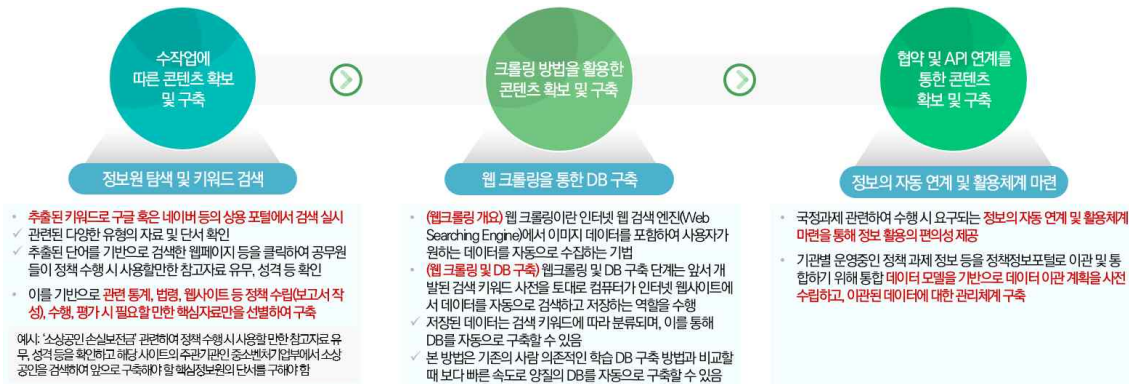 수작업에
따른 콘텐츠 확보
및 구축
크롤링 방법을 활용한
콘텐츠 확보 및 구축
협약 및 API 연계를
통한 콘텐츠
확보 및 구축
정보원 탐색 및 키워드 검색
• 추출된 키워드로 구글 혹은 네이버 등의 상용 포털에서 검색 실시
✓ 관련된 다양한 유형의 자료 및 단서 확인
✓ 추출된 단어를 기반으로 검색한 웹페이지 등을 클릭하여 공무원
들이 정책 수행 시 사용할만한 참고자료 유무, 성격 등 확인
• 이를 기반으로 관련 통계, 법령, 웹사이트 등 정책 수립(보고서 작
성), 수행, 평가 시 필요할 만한 핵심자료만을 선별하여 구축
예시: '소상공인 손실보전금' 관련하여 정책 수행 시 사용할 만한 참고자료 유
무, 성격 등을 확인하고 해당 사이트의 주관기관인 중소벤처기업부에서 소상
공인을 검색하여 앞으로 구축해야 할 핵심정보원의 단서를 구해야 함
웹 크롤링을 통한 DB 구축
• (웹크롤링 개요) 웹 크롤링이란 인터넷 웹 검색 엔진(Web
Searching Engine)에서 이미지 데이터를 포함하여 사용자가
원하는 데이터를 자동으로 수집하는 기법
• (웹 크롤링 및 DB 구축) 웹크롤링 및 DB 구축 단계는 앞서 개
발된 검색 키워드 사전을 토대로 컴퓨터가 인터넷 웹사이트에
서 데이터를 자동으로 검색하고 저장하는 역할을 수행
✓ 저장된 데이터는 검색 키워드에 따라 분류되며, 이를 통해
DB를 자동으로 구축할 수 있음
✓ 본 방법은 기존의 사람 의존적인 학습 DB 구축 방법과 비교할
때 보다 빠른 속도로 양질의 DB를 자동으로 구축할 수 있음
정보의 자동 연계 및 활용체계 마련
• 국정과제 관련하여 수행 시 요구되는 정보의 자동 연계 및 활용체계
마련을 통해 정보 활용의 편의성 제공
• 기관별 운영중인 정책 과제 정보 등을 정책정보포털로 이관 및 통
합하기 위해 통합 데이터 모델을 기반으로 데이터 이관 계획을 사전
수립하고, 이관된 데이터에 대한 관리체계 구축